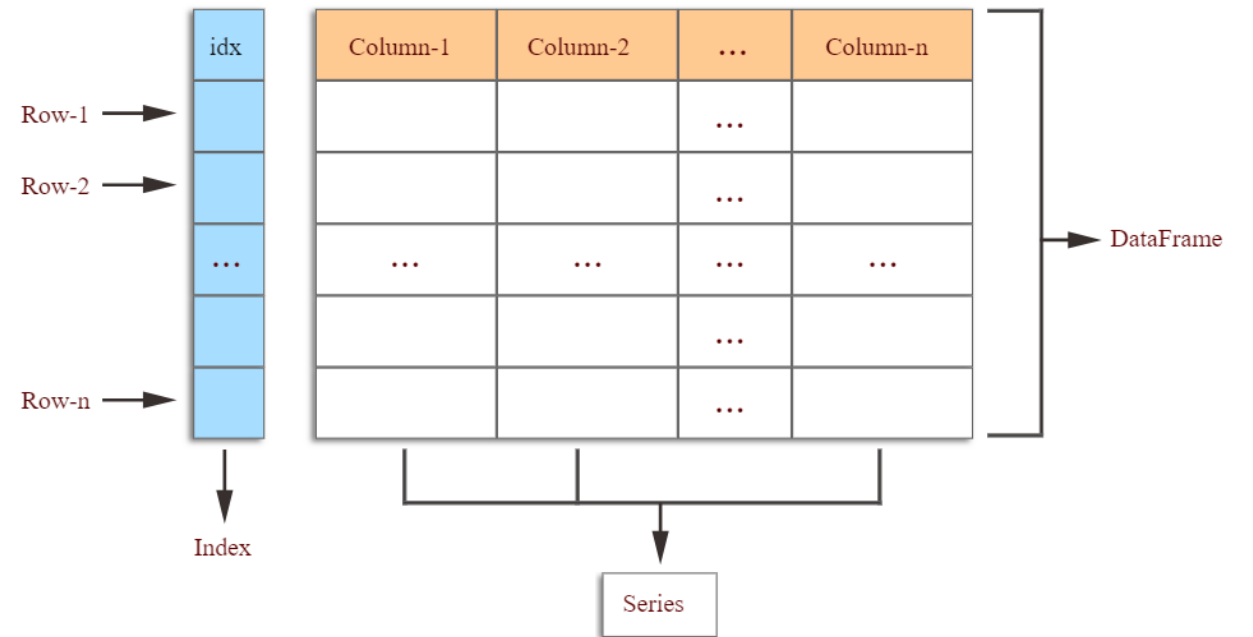 idx Column-1 Column-2 ... Column-n
Row-1 ...
Row-2 ...
... ... ... ... ...
...
Row-n ...
DataFrame
Index
Series